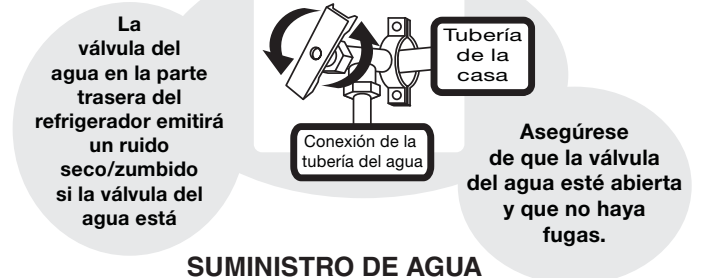 La
válvula del
agua en la parte
trasera del
refrigerador emitirá
un ruido
seco/zumbido
si la válvula del
agua está
Tubería
de la
casa
Conexión de la
tubería del agua
Asegúrese
de que la válvula
del agua esté abierta
y que no haya
fugas.
SUMINISTRO DE AGUA